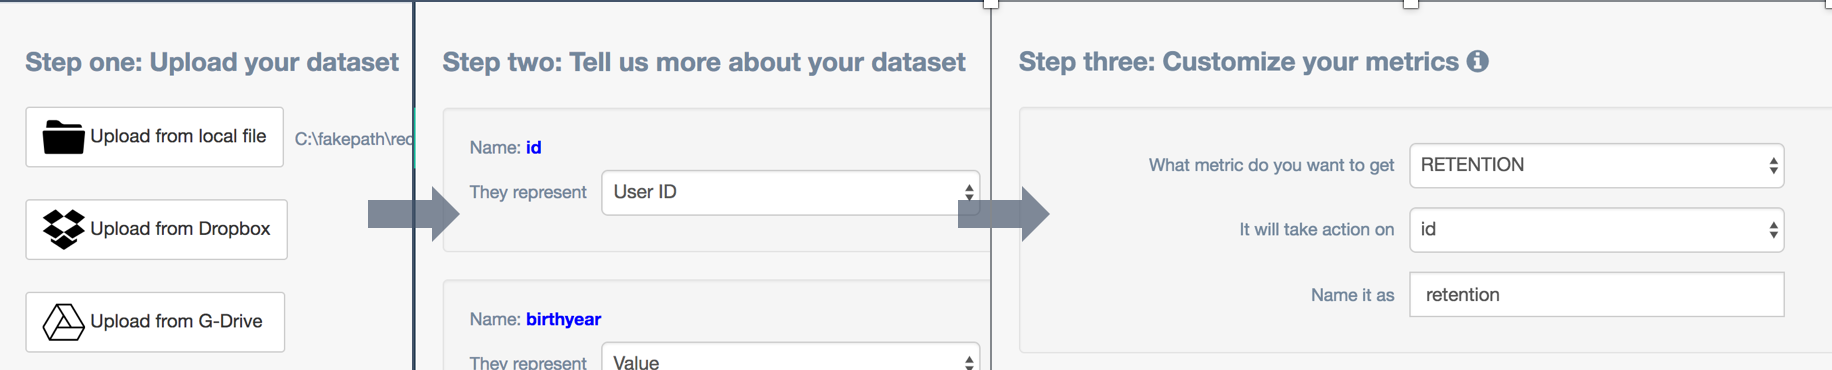 Step one: Upload your dataset
Upload from local file
C:\fakepath\rec
Upload from Dropbox
Upload from G-Drive
Step two: Tell us more about your dataset
Name: id
They represent User ID
Name: birthyear
They represent Value
Step three: Customize your metrics
What metric do you want to get RETENTION
It will take action on id
Name it as retention